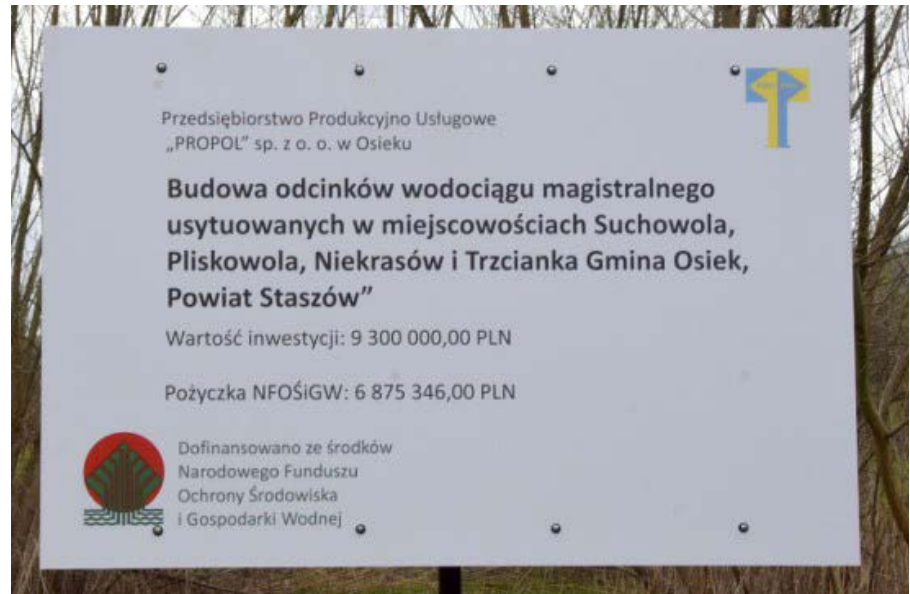 Przedsiębiorstwo Produkcyjno Usługowe
„PROPOL” sp. z o. o. w Osieku
Budowa odcinków wodociągu magistralnego
usytuowanych w miejscowościach Suchowola,
Pliskowola, Niekrasów i Trzcianka Gmina Osiek,
Powiat Staszów”
Wartość inwestycji: 9 300 000,00 PLN
Pożyczka NFOŚiGW: 6 875 346,00 PLN
Dofinansowano ze środków
Narodowego Funduszu
Ochrony Środowiska
i Gospodarki Wodnej